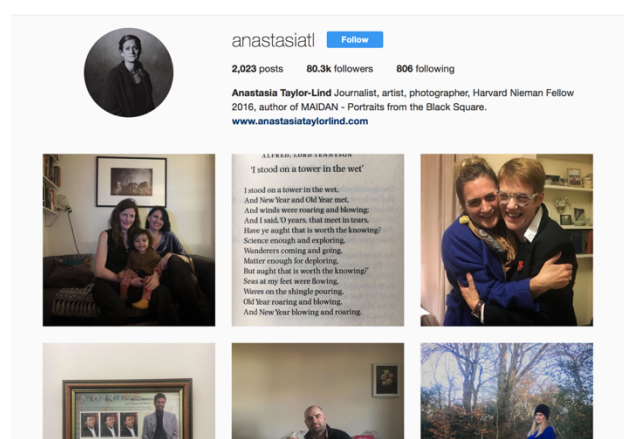 anastasiatl Follow
2,023 posts 80.3k followers 806 following
Anastasia Taylor-Lind Journalist, artist, photographer, Harvard Nieman Fellow
2016, author of MAIDAN - Portraits from the Black Square.
www.anastasiataylorlind.com
ALFRED, LORD TENNYSON
'I stood on a tower in the wet'
I stood on a tower in the wet,
And New Year and Old Year met,
And winds were roaring and blowing;
And I said, 'O years, that meet in tears,
Have ye aught that is worth the knowing?
Science enough and exploring,
Wanderers coming and going,
Matter enough for deploring,
But aught that is worth the knowing?'
Seas at my feet were flowing,
Waves on the shingle pouring,
Old Year roaring and blowing,
And New Year blowing and roaring.